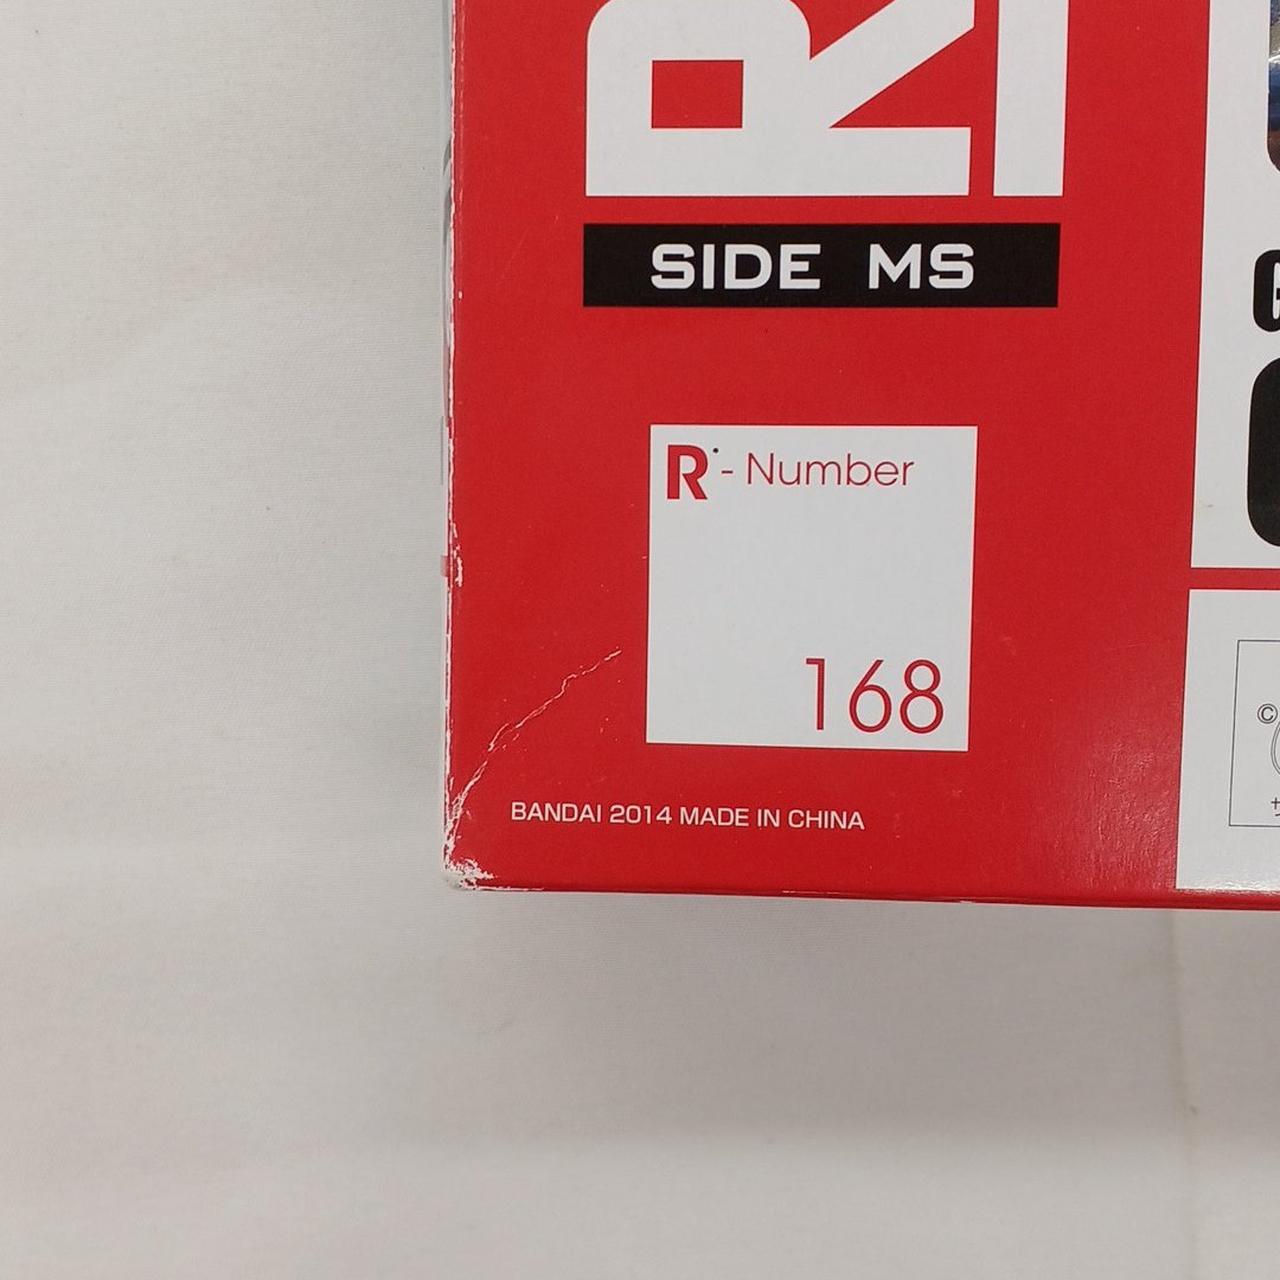 SIDE MS
R - Number
168
BANDAI 2014 MADE IN CHINA
©